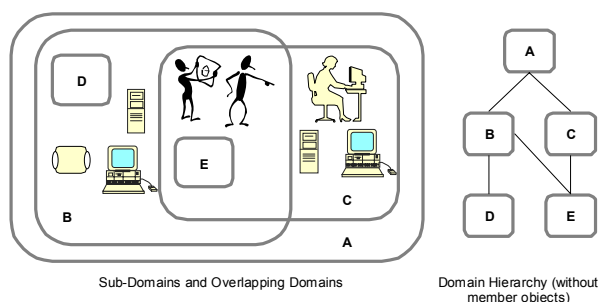 D
E
B
C
A
A
B
C
D
E
Sub-Domains and Overlapping Domains
Domain Hierarchy (without
member objects)